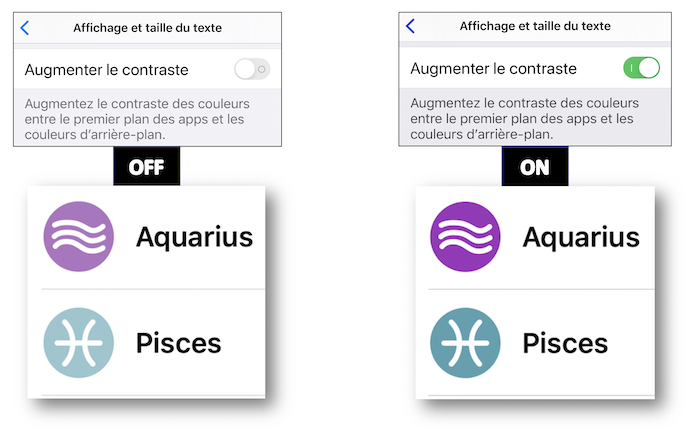 Affichage et taille du texte
Augmenter le contraste
Augmentez le contraste des couleurs
entre le premier plan des apps et les
couleurs d'arrière-plan.
OFF
Aquarius
Pisces
Affichage et taille du texte
Augmenter le contraste
Augmentez le contraste des couleurs
entre le premier plan des apps et les
couleurs d'arrière-plan.
ON
Aquarius
Pisces